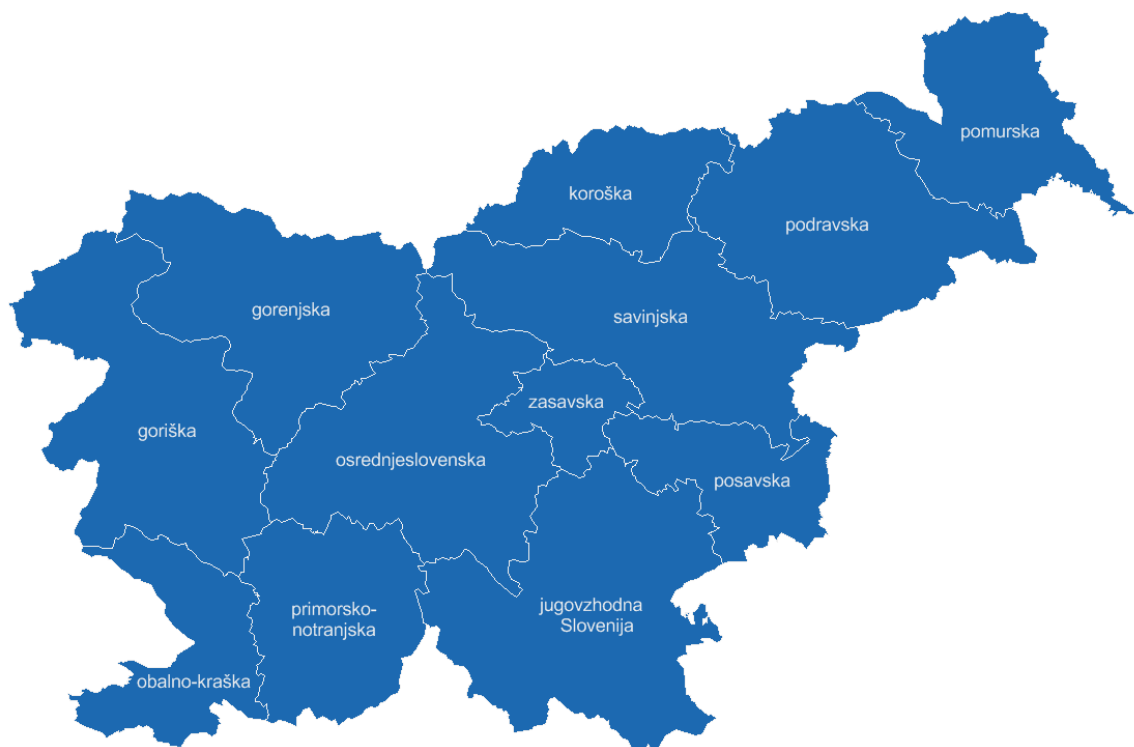 pomurska
koroška
podravska
gorenjska
savinjska
zasavska
goriška
osrednjeslovenska
posavska
primorsko-
notranjska
jugovzhodna
Slovenija
obalno-kraška